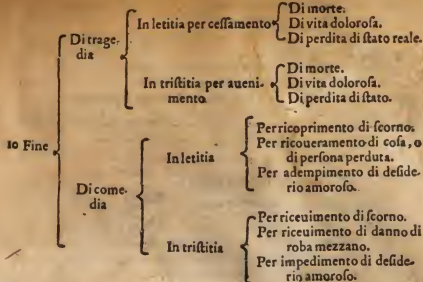 10 Fine
Di trage-
dia
In letitia per ceſſamento
Di morte.
Di vita doloroſa.
Di perdita di ſtato reale.
In triſtitia per aueni-
mento
Di morte.
Di vita doloroſa.
Di perdita di ſtato.
Di come-
dia
In letitia
Per ricoprimento di ſcorno.
Per ricoueramento di coſa, o
di perſona perduta.
Per adempimento di deſide-
rio amoroſo.
In triſtitia
Per riceuimento di ſcorno.
Per riceuimento di danno di
roba mezzano.
Per impedimento di deſide-
rio amoroſo.